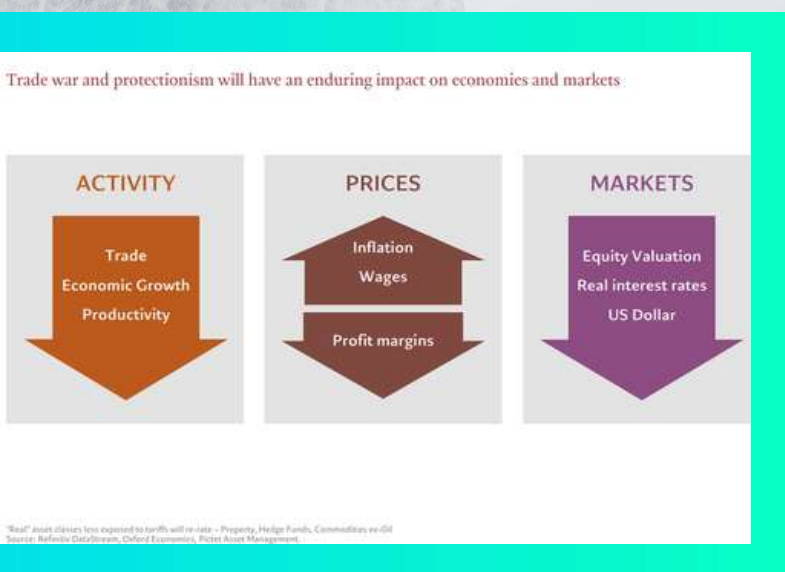 Trade war and protectionism will have an enduring impact on economies and markets
ACTIVITY
Trade
Economic Growth
Productivity
PRICES
Inflation
Wages
Profit margins
MARKETS
Equity Valuation
Real interest rates
US Dollar
"Real" asset classes less exposed to tariffs will re-rate – Property, Hedge Funds, Commodities ex-Oil
Source: Refinitiv DataStream, Oxford Economics, Pictet Asset Management.